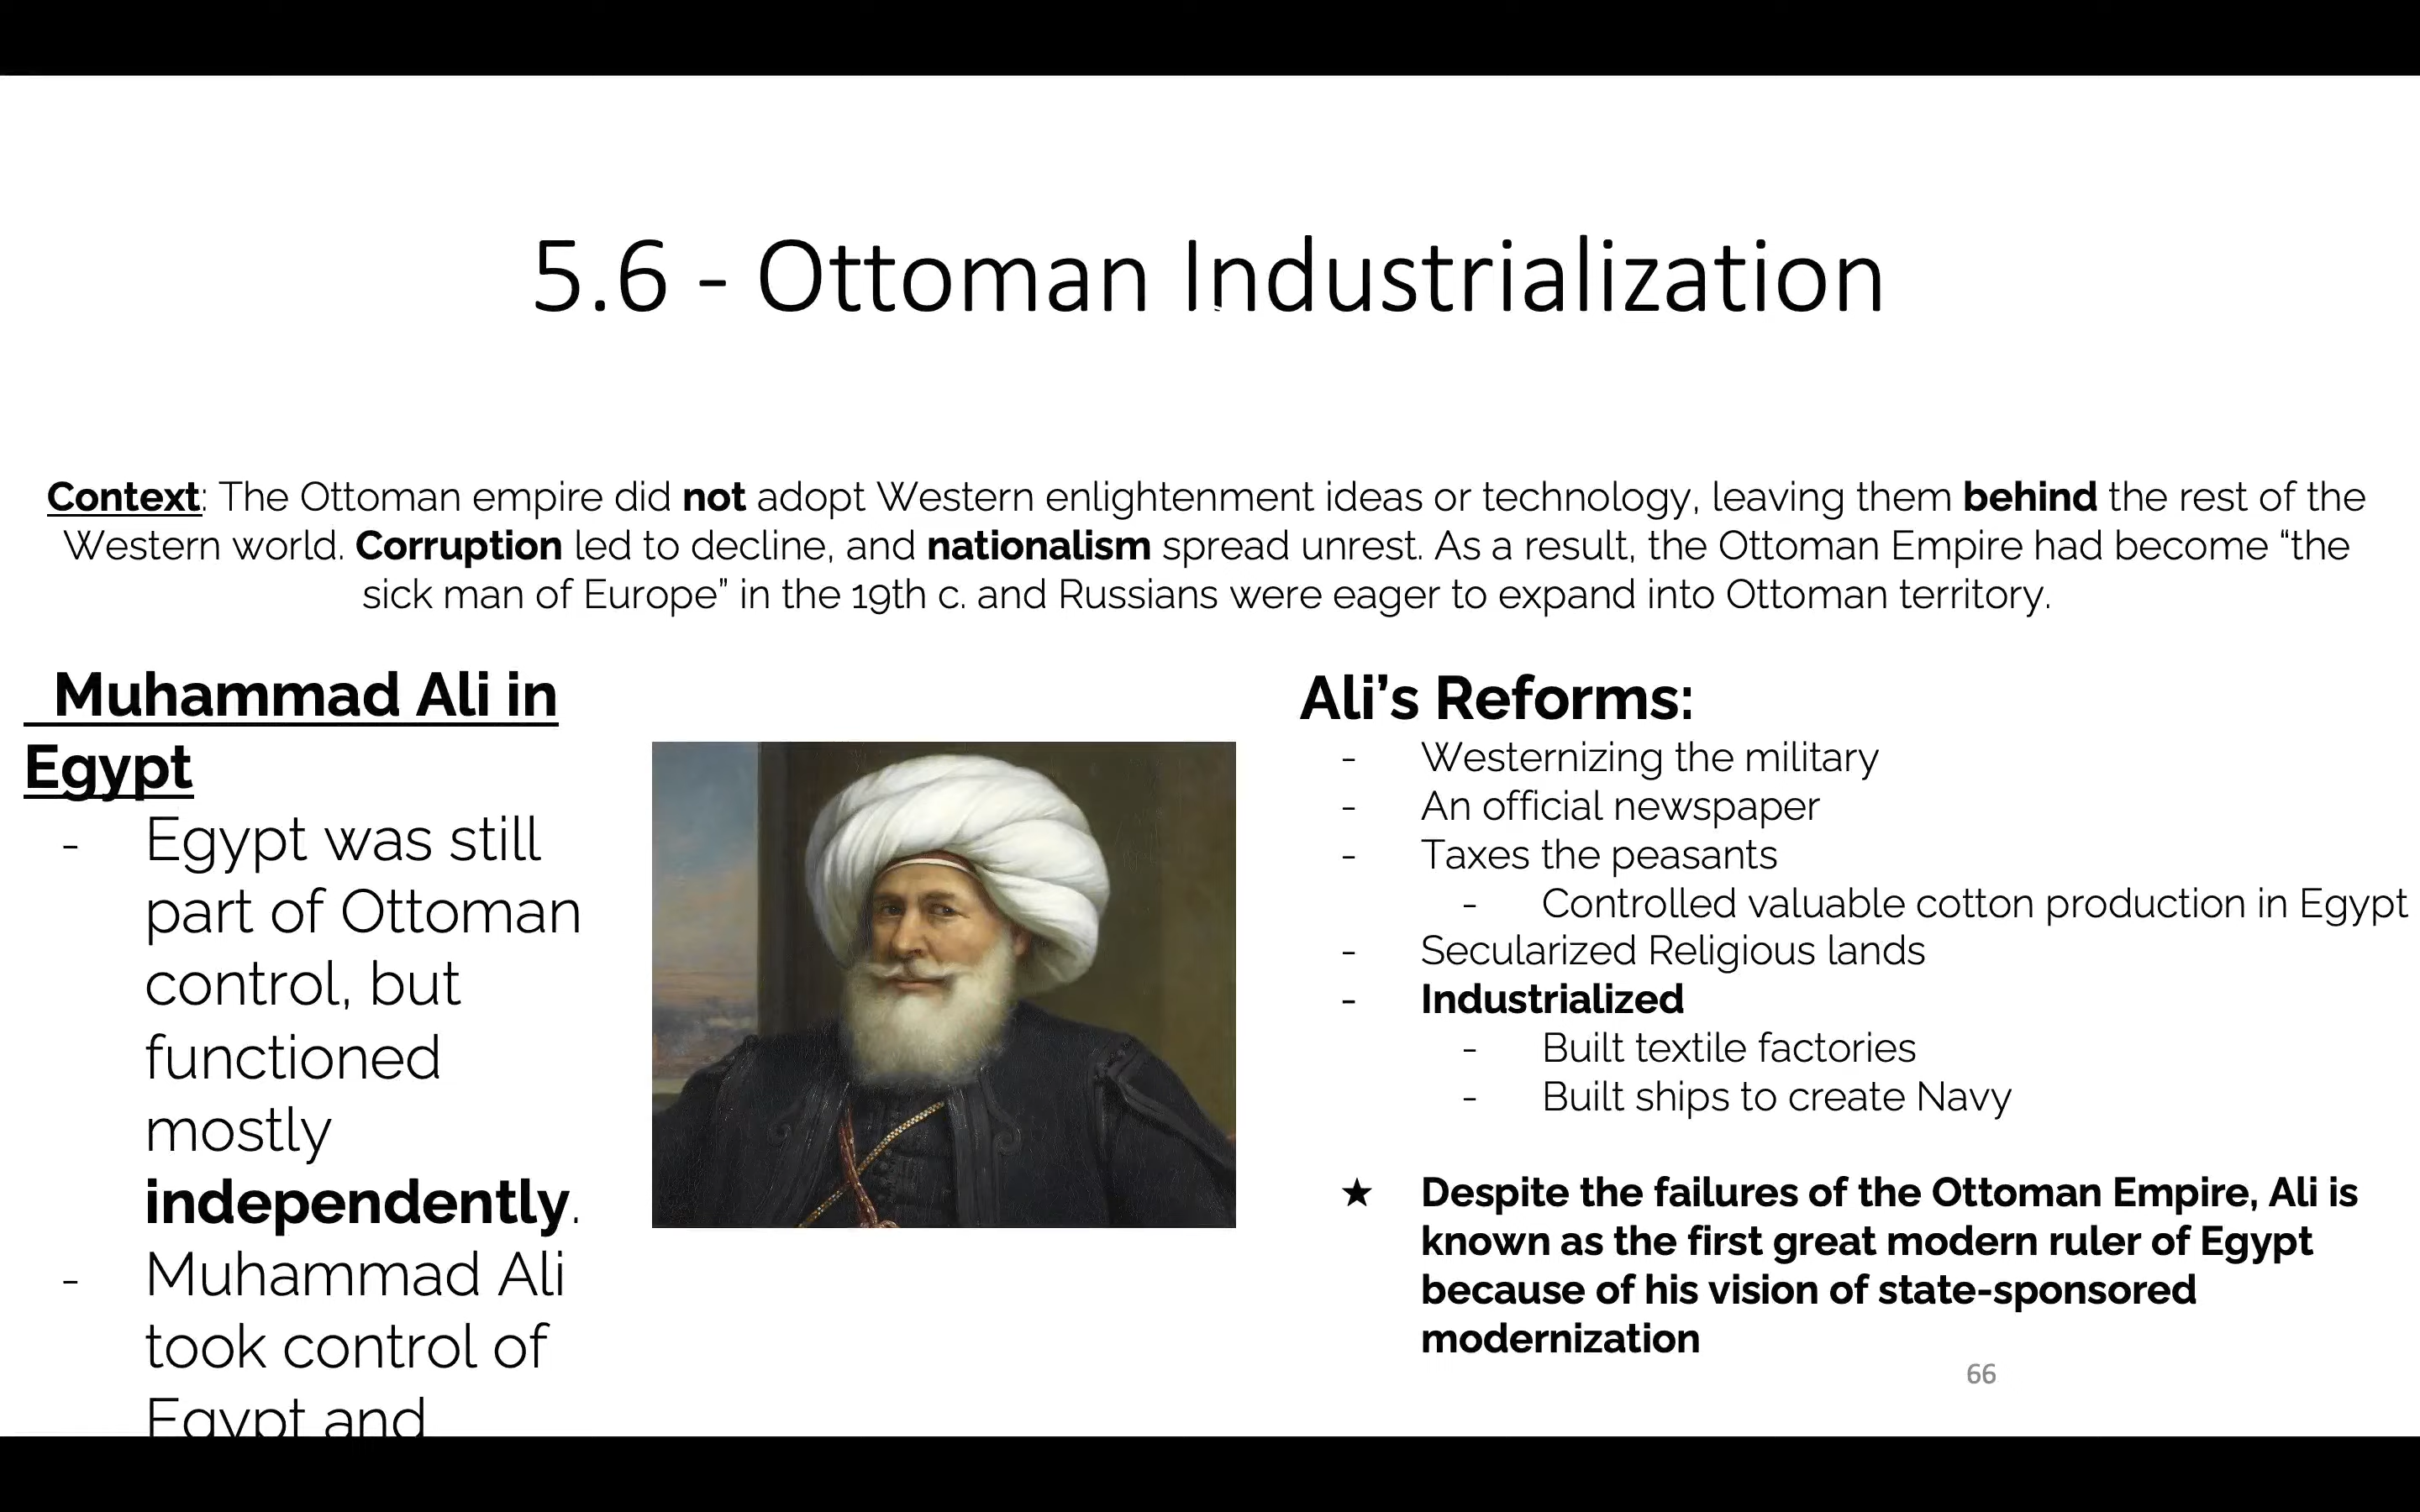 5.6 - Ottoman Industrialization
Context: The Ottoman empire did not adopt Western enlightenment ideas or technology, leaving them behind the rest of the
Western world. Corruption led to decline, and nationalism spread unrest. As a result, the Ottoman Empire had become “the
sick man of Europe” in the 19th c. and Russians were eager to expand into Ottoman territory.
Muhammad Ali in
Egypt
- Egypt was still
part of Ottoman
control, but
functioned
mostly
independently.
- Muhammad Ali
took control of
Egypt and
Ali’s Reforms:
- Westernizing the military
- An official newspaper
- Taxes the peasants
- Controlled valuable cotton production in Egypt
- Secularized Religious lands
- Industrialized
- Built textile factories
- Built ships to create Navy
★ Despite the failures of the Ottoman Empire, Ali is
known as the first great modern ruler of Egypt
because of his vision of state-sponsored
modernization
66